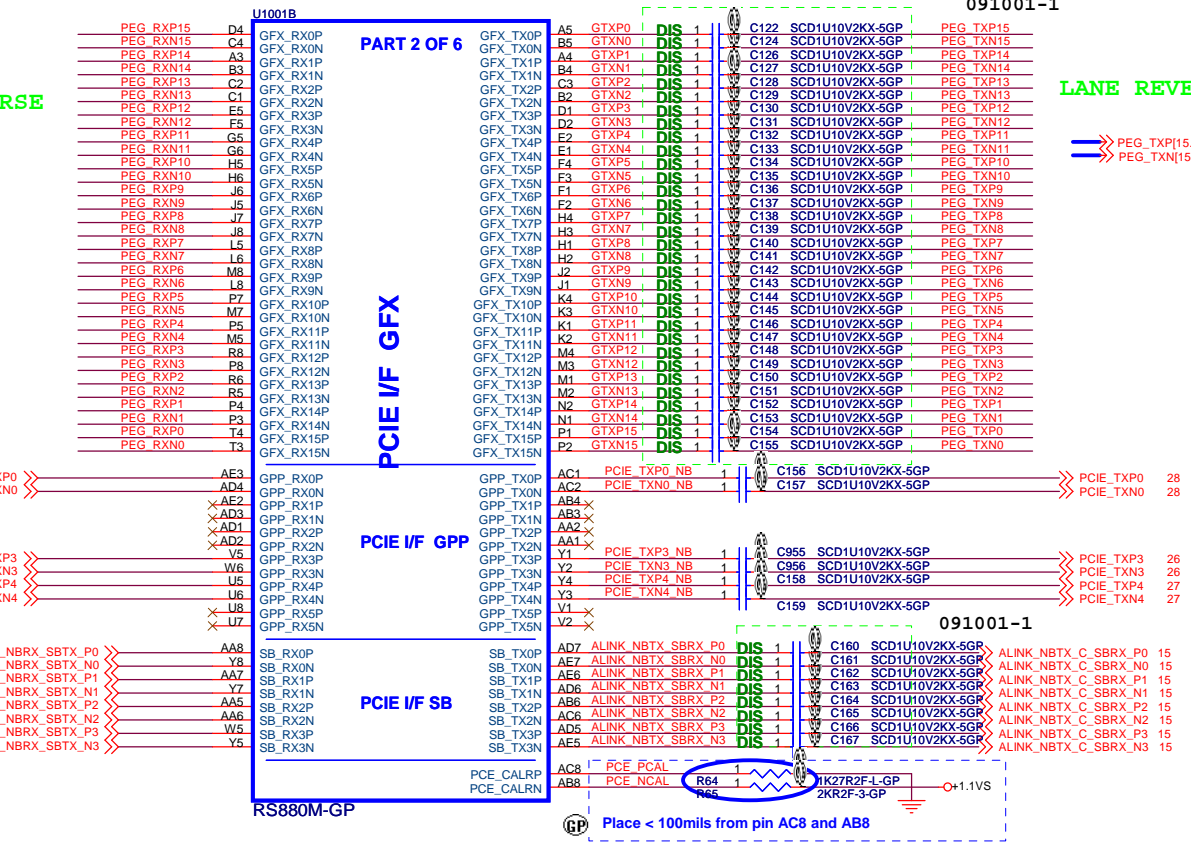 091001-1
U1001B
PEG_RXP15 D4 GFX_RX0P PART 2 OF 6 GFX_TX0P A5 GTXP0 DIS 1 C122 SCD1U10V2KX-5GP PEG_TXP15
PEG_RXN15 C4 GFX_RX0N GFX_TX0N B5 GTXN0 DIS 1 C124 SCD1U10V2KX-5GP PEG_TXN15
PEG_RXP14 A3 GFX_RX1P GFX_TX1P A4 GTXP1 DIS 1 C126 SCD1U10V2KX-5GP PEG_TXP14
PEG_RXN14 B3 GFX_RX1N GFX_TX1N B4 GTXN1 DIS 1 C127 SCD1U10V2KX-5GP PEG_TXN14
PEG_RXP13 C2 GFX_RX2P GFX_TX2P C3 GTXP2 DIS 1 C128 SCD1U10V2KX-5GP PEG_TXP13
PEG_RXN13 C1 GFX_RX2N GFX_TX2N B2 GTXN2 DIS 1 C129 SCD1U10V2KX-5GP PEG_TXN13
RSE
LANE REVE
PEG_RXP12 E5 GFX_RX3P GFX_TX3P D1 GTXP3 DIS 1 C130 SCD1U10V2KX-5GP PEG_TXP12
PEG_RXN12 F5 GFX_RX3N GFX_TX3N D2 GTXN3 DIS 1 C131 SCD1U10V2KX-5GP PEG_TXN12
PEG_RXP11 G5 GFX_RX4P GFX_TX4P E2 GTXP4 DIS 1 C132 SCD1U10V2KX-5GP PEG_TXP11
PEG_TXP[15.
PEG_RXN11 G6 GFX_RX4N GFX_TX4N E1 GTXN4 DIS 1 C133 SCD1U10V2KX-5GP PEG_TXN11
PEG_TXN[15
PEG_RXP10 H5 GFX_RX5P GFX_TX5P F4 GTXP5 DIS 1 C134 SCD1U10V2KX-5GP PEG_TXP10
PEG_RXN10 H6 GFX_RX5N GFX_TX5N F3 GTXN5 DIS 1 C135 SCD1U10V2KX-5GP PEG_TXN10
PEG_RXP9 J6 GFX_RX6P GFX_TX6P F1 GTXP6 DIS 1 C136 SCD1U10V2KX-5GP PEG_TXP9
PEG_RXN9 J5 GFX_RX6N GFX_TX6N F2 GTXN6 DIS 1 C137 SCD1U10V2KX-5GP PEG_TXN9
PEG_RXP8 J7 GFX_RX7P GFX_TX7P H4 GTXP7 DIS 1 C138 SCD1U10V2KX-5GP PEG_TXP8
PEG_RXN8 J8 GFX_RX7N GFX_TX7N H3 GTXN7 DIS 1 C139 SCD1U10V2KX-5GP PEG_TXN8
PEG_RXP7 L5 GFX_RX8P GFX_TX8P H1 GTXP8 DIS 1 C140 SCD1U10V2KX-5GP PEG_TXP7
PEG_RXN7 L6 GFX_RX8N GFX_TX8N H2 GTXN8 DIS 1 C141 SCD1U10V2KX-5GP PEG_TXN7
PEG_RXP6 M8 GFX_RX9P GFX_TX9P J2 GTXP9 DIS 1 C142 SCD1U10V2KX-5GP PEG_TXP6
PEG_RXN6 L8 GFX_RX9N GFX_TX9N J1 GTXN9 DIS 1 C143 SCD1U10V2KX-5GP PEG_TXN6
PEG_RXP5 P7 GFX_RX10P GFX_TX10P K4 GTXP10 DIS 1 C144 SCD1U10V2KX-5GP PEG_TXP5
PEG_RXN5 M7 GFX_RX10N GFX_TX10N K3 GTXN10 DIS 1 C145 SCD1U10V2KX-5GP PEG_TXN5
PEG_RXP4 P5 GFX_RX11P GFX_TX11P K1 GTXP11 DIS 1 C146 SCD1U10V2KX-5GP PEG_TXP4
PEG_RXN4 M5 GFX_RX11N GFX_TX11N K2 GTXN11 DIS 1 C147 SCD1U10V2KX-5GP PEG_TXN4
PCIE I/F GFX
PEG_RXP3 R8 GFX_RX12P GFX_TX12P M4 GTXP12 DIS 1 C148 SCD1U10V2KX-5GP PEG_TXP3
PEG_RXN3 P8 GFX_RX12N GFX_TX12N M3 GTXN12 DIS 1 C149 SCD1U10V2KX-5GP PEG_TXN3
PEG_RXP2 R6 GFX_RX13P GFX_TX13P M1 GTXP13 DIS 1 C150 SCD1U10V2KX-5GP PEG_TXP2
PEG_RXN2 R5 GFX_RX13N GFX_TX13N M2 GTXN13 DIS 1 C151 SCD1U10V2KX-5GP PEG_TXN2
PEG_RXP1 P4 GFX_RX14P GFX_TX14P N2 GTXP14 DIS 1 C152 SCD1U10V2KX-5GP PEG_TXP1
PEG_RXN1 P3 GFX_RX14N GFX_TX14N N1 GTXN14 DIS 1 C153 SCD1U10V2KX-5GP PEG_TXN1
PEG_RXP0 T4 GFX_RX15P GFX_TX15P P1 GTXP15 DIS 1 C154 SCD1U10V2KX-5GP PEG_TXP0
PEG_RXN0 T3 GFX_RX15N GFX_TX15N P2 GTXN15 DIS 1 C155 SCD1U10V2KX-5GP PEG_TXN0
XP0 AE3 GPP_RX0P GPP_TX0P AC1 PCIE_TXP0_NB 1 C156 SCD1U10V2KX-5GP PCIE_TXP0 28
XN0 AD4 GPP_RX0N GPP_TX0N AC2 PCIE_TXN0_NB 1 C157 SCD1U10V2KX-5GP PCIE_TXN0 28
AE2 GPP_RX1P GPP_TX1P AB4
AD3 GPP_RX1N GPP_TX1N AB3
AD1 GPP_RX2P GPP_TX2P AA2
AD2 GPP_RX2N PCIE I/F GPP GPP_TX2N AA1
XP3 V5 GPP_RX3P GPP_TX3P Y1 PCIE_TXP3_NB 1 C955 SCD1U10V2KX-5GP PCIE_TXP3 26
XN3 W6 GPP_RX3N GPP_TX3N Y2 PCIE_TXN3_NB 1 C956 SCD1U10V2KX-5GP PCIE_TXN3 26
XP4 U5 GPP_RX4P GPP_TX4P Y4 PCIE_TXP4_NB 1 C158 SCD1U10V2KX-5GP PCIE_TXP4 27
XN4 U6 GPP_RX4N GPP_TX4N Y3 PCIE_TXN4_NB 1 C159 SCD1U10V2KX-5GP PCIE_TXN4 27
U8 GPP_RX5P GPP_TX5P V1
U7 GPP_RX5N GPP_TX5N V2
091001-1
_NBRX_SBTX_P0 AA8 SB_RX0P SB_TX0P AD7 ALINK_NBTX_SBRX_P0 DIS 1 C160 SCD1U10V2KX-5GP ALINK_NBTX_C_SBRX_P0 15
_NBRX_SBTX_N0 Y8 SB_RX0N SB_TX0N AE7 ALINK_NBTX_SBRX_N0 DIS 1 C161 SCD1U10V2KX-5GP ALINK_NBTX_C_SBRX_N0 15
_NBRX_SBTX_P1 AA7 SB_RX1P SB_TX1P AE6 ALINK_NBTX_SBRX_P1 DIS 1 C162 SCD1U10V2KX-5GP ALINK_NBTX_C_SBRX_P1 15
_NBRX_SBTX_N1 Y7 SB_RX1N SB_TX1N AD6 ALINK_NBTX_SBRX_N1 DIS 1 C163 SCD1U10V2KX-5GP ALINK_NBTX_C_SBRX_N1 15
_NBRX_SBTX_P2 AA5 SB_RX2P PCIE I/F SB SB_TX2P AB6 ALINK_NBTX_SBRX_P2 DIS 1 C164 SCD1U10V2KX-5GP ALINK_NBTX_C_SBRX_P2 15
_NBRX_SBTX_N2 AA6 SB_RX2N SB_TX2N AC6 ALINK_NBTX_SBRX_N2 DIS 1 C165 SCD1U10V2KX-5GP ALINK_NBTX_C_SBRX_N2 15
_NBRX_SBTX_P3 W5 SB_RX3P SB_TX3P AD5 ALINK_NBTX_SBRX_P3 DIS 1 C166 SCD1U10V2KX-5GP ALINK_NBTX_C_SBRX_P3 15
_NBRX_SBTX_N3 Y5 SB_RX3N SB_TX3N AE5 ALINK_NBTX_SBRX_N3 DIS 1 C167 SCD1U10V2KX-5GP ALINK_NBTX_C_SBRX_N3 15
PCE_CALRP AC8 PCE_PCAL 1 R64 1K27R2F-L-GP
PCE_CALRN AB8 PCE_NCAL 1 R65 2KR2F-3-GP +1.1VS
RS880M-GP
GP Place < 100mils from pin AC8 and AB8